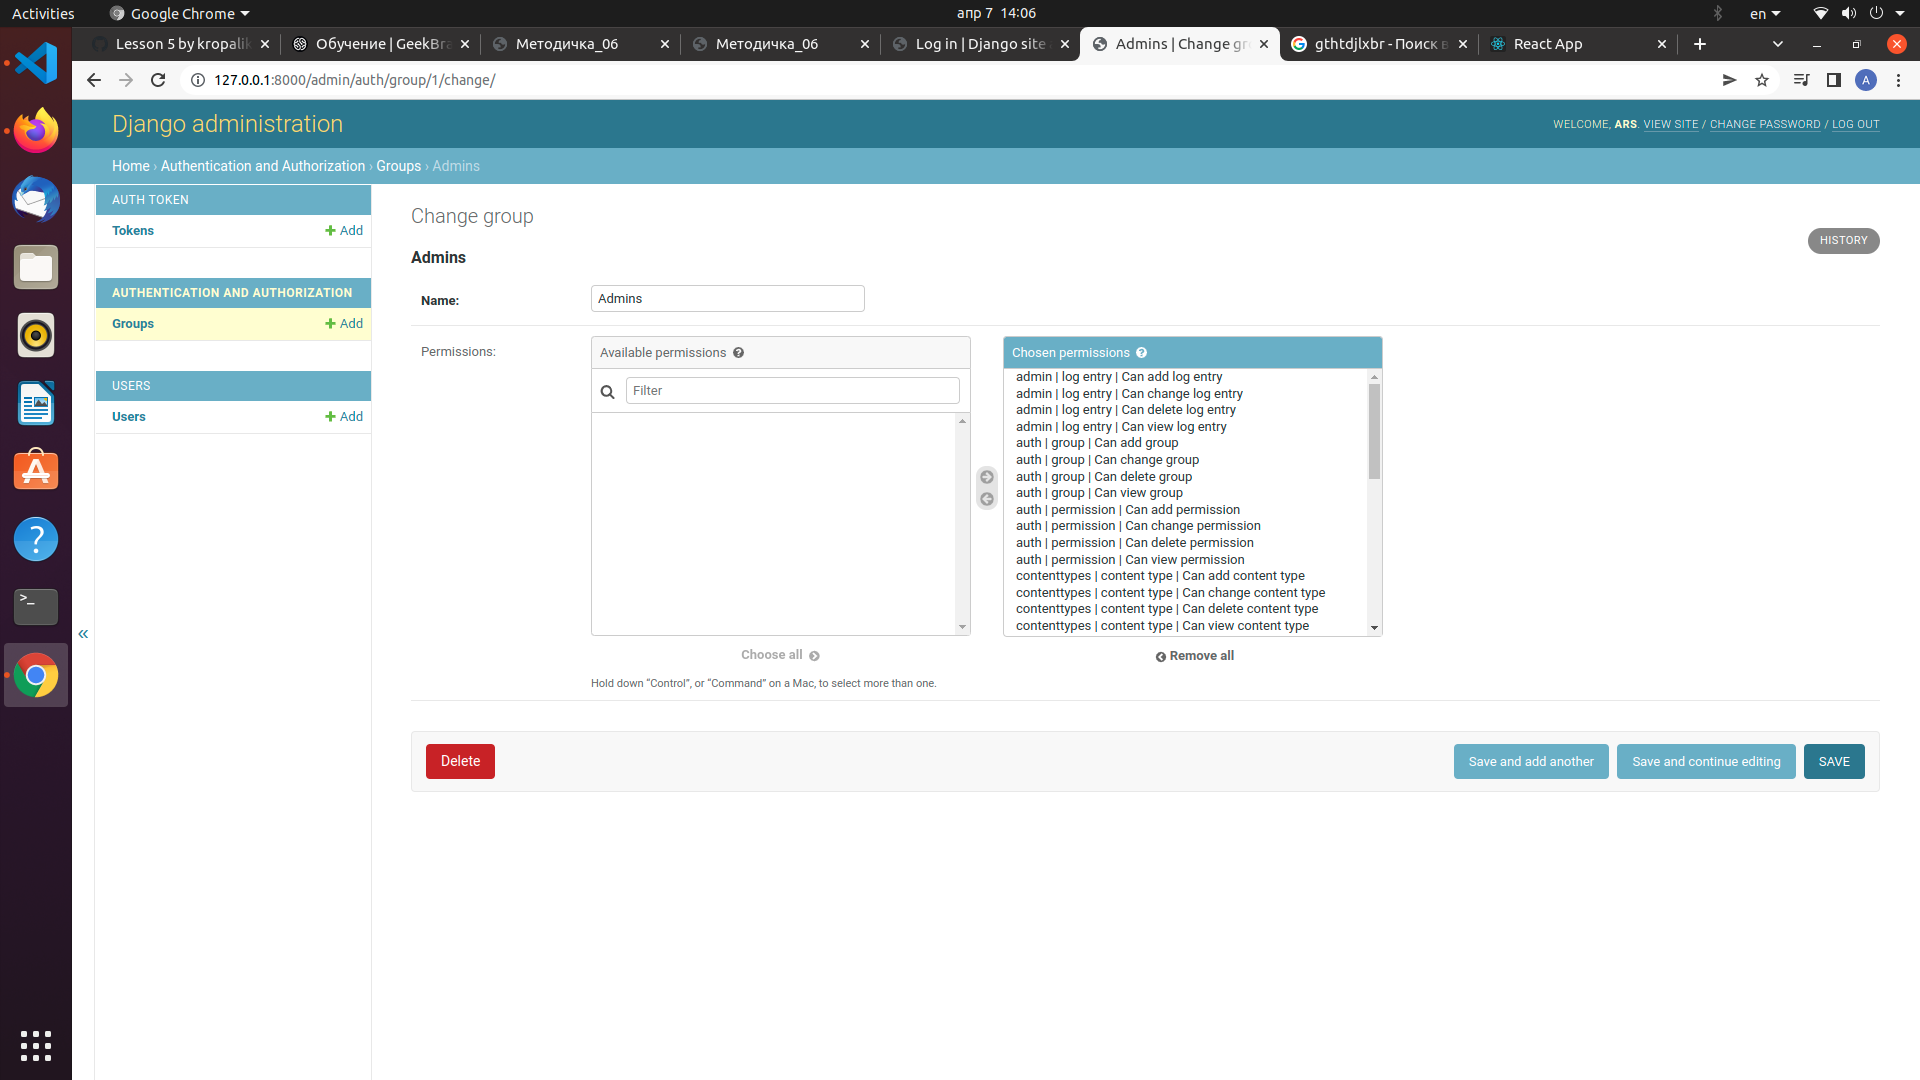 Activities
Google Chrome
апр 7 14:06
en
Lesson 5 by kropali
Обучение | GeekBra
Методичка_06
Методичка_06
Log in | Django site
Admins | Change gr
gthtdjlxbr - Поиск в
React App
127.0.0.1:8000/admin/auth/group/1/change/
A
Django administration
WELCOME, ARS. VIEW SITE / CHANGE PASSWORD / LOG OUT
Home › Authentication and Authorization › Groups › Admins
AUTH TOKEN
Tokens
Add
AUTHENTICATION AND AUTHORIZATION
Groups
Add
USERS
Users
Add
«
Change group
HISTORY
Admins
Name:
Admins
Permissions:
Available permissions
Filter
Choose all
Chosen permissions
admin | log entry | Can add log entry
admin | log entry | Can change log entry
admin | log entry | Can delete log entry
admin | log entry | Can view log entry
auth | group | Can add group
auth | group | Can change group
auth | group | Can delete group
auth | group | Can view group
auth | permission | Can add permission
auth | permission | Can change permission
auth | permission | Can delete permission
auth | permission | Can view permission
contenttypes | content type | Can add content type
contenttypes | content type | Can change content type
contenttypes | content type | Can delete content type
contenttypes | content type | Can view content type
Remove all
Hold down “Control”, or “Command” on a Mac, to select more than one.
Delete
Save and add another
Save and continue editing
SAVE